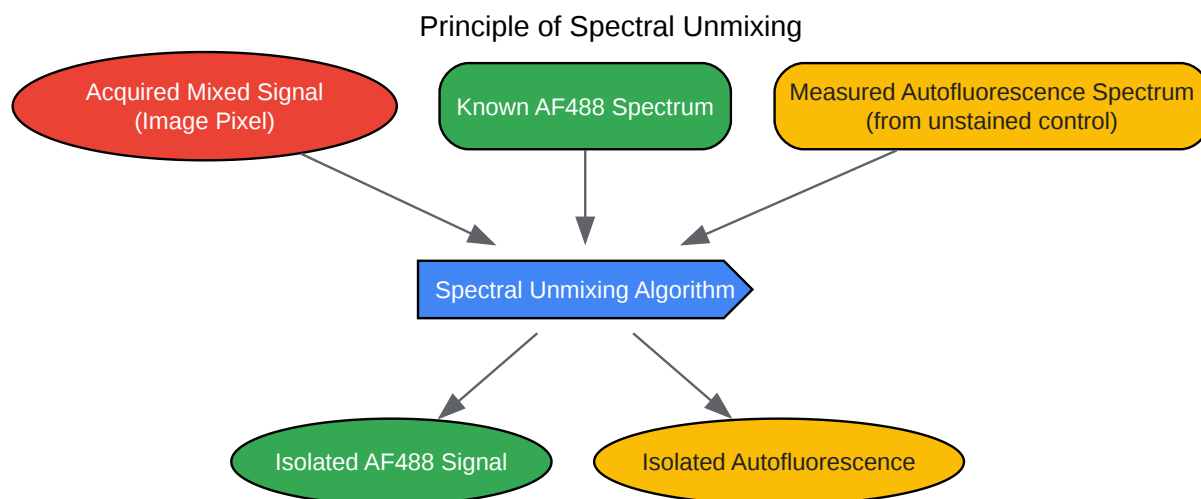 Principle of Spectral Unmixing
Acquired Mixed Signal
(Image Pixel)
Known AF488 Spectrum
Measured Autofluorescence Spectrum
(from unstained control)
Spectral Unmixing Algorithm
Isolated AF488 Signal
Isolated Autofluorescence